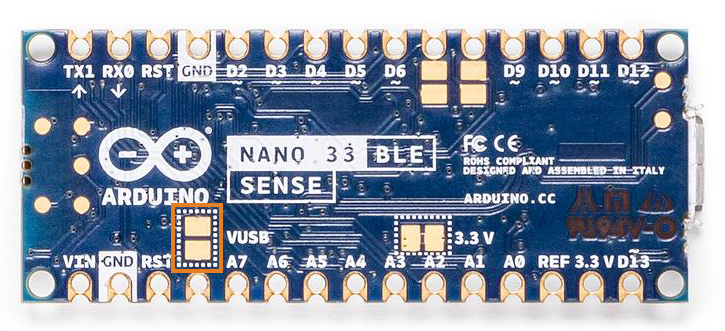 TX1 RX0 RST GND D2 D3 D4 D5 D6 D9 D10 D11 D12
~ ~ ~ ~ ~ ~ ~ ~ ~
NANO 33 BLE
SENSE
FC CE
ROHS COMPLIANT
DESIGNED AND ASSEMBLED IN ITALY
ARDUINO
ARDUINO.CC
94V-0
VUSB
3.3 V
VIN GND RST A7 A6 A5 A4 A3 A2 A1 A0 REF 3.3 V D13